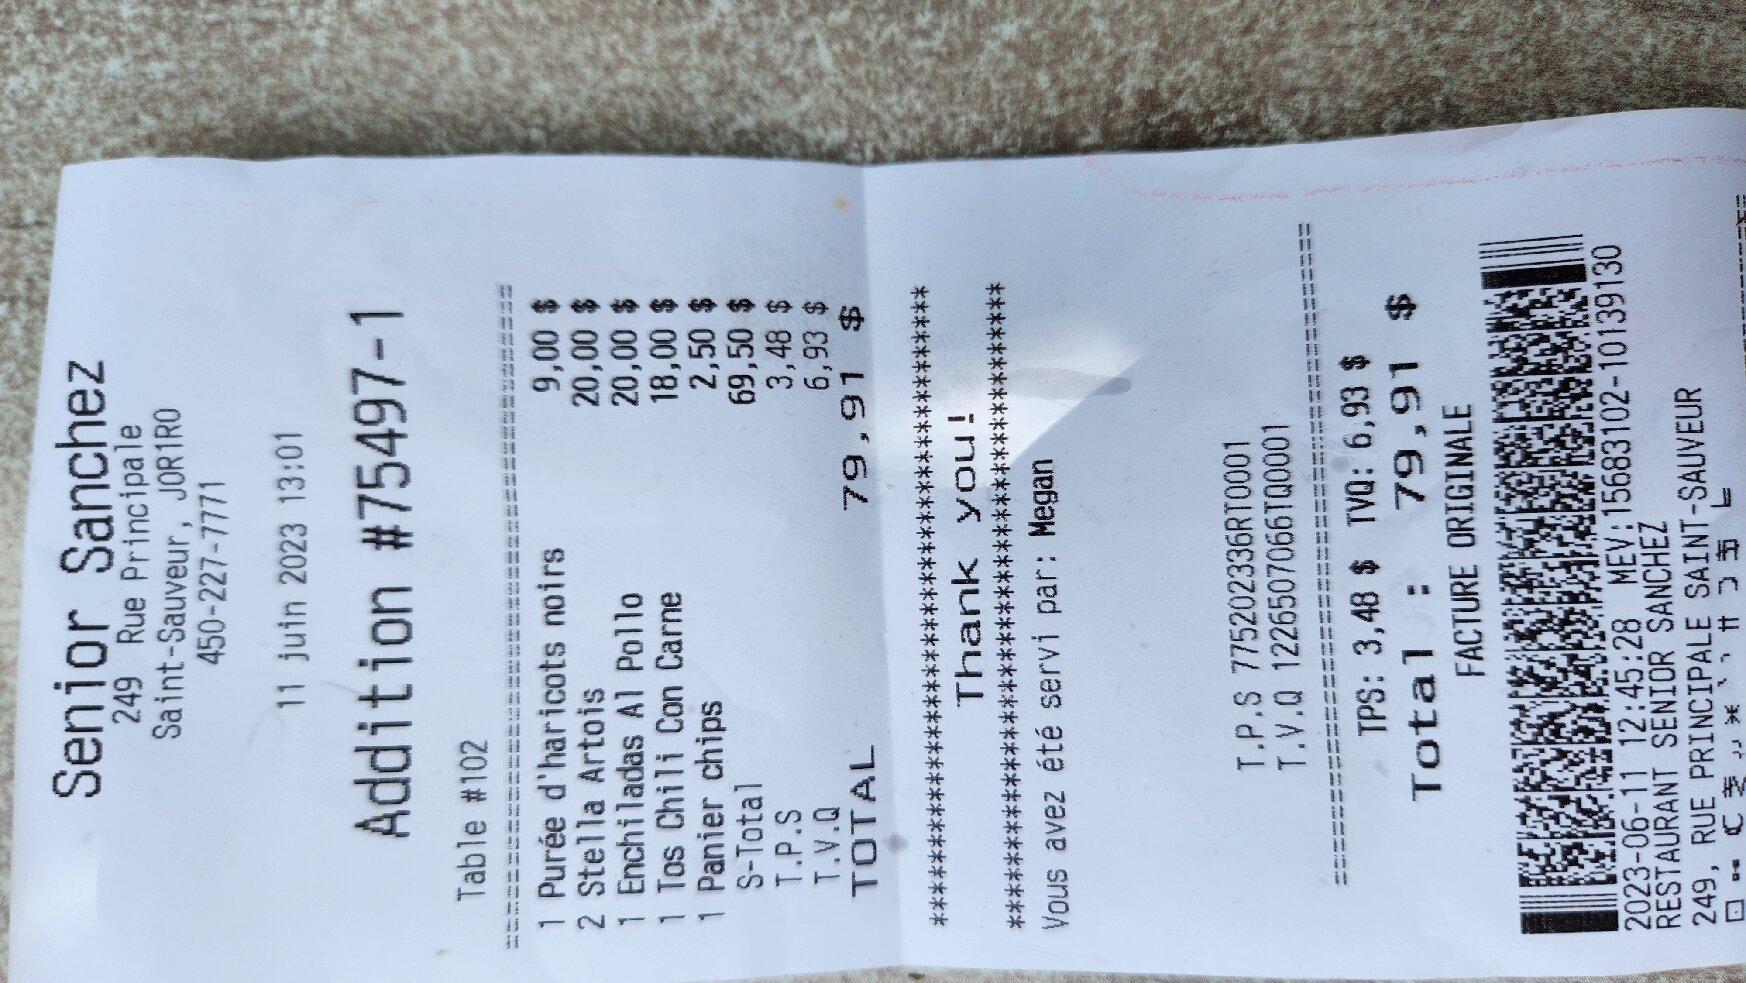 Senior Sanchez
249 Rue Principale
Saint-Sauveur, J0R1R0
450-227-7771
11 juin 2023 13:01
Addition #75497-1
Table #102
1 Purée d'haricots noirs 9,00 $
2 Stella Artois 20,00 $
1 Enchiladas Al Pollo 20,00 $
1 Tos Chili Con Carne 18,00 $
1 Panier chips 2,50 $
S-Total 69,50 $
T.P.S 3,48 $
T.V.Q 6,93 $
TOTAL 79,91 $
Thank you!
Vous avez été servi par: Megan
T.P.S 775202336RT0001
T.V.Q 1226507066TQ0001
TPS: 3,48 $ TVQ: 6,93 $
Total : 79,91 $
FACTURE ORIGINALE
2023-06-11 12:45:28 MEV:15683102-10139130
RESTAURANT SENIOR SANCHEZ
249, RUE PRINCIPALE SAINT-SAUVEUR